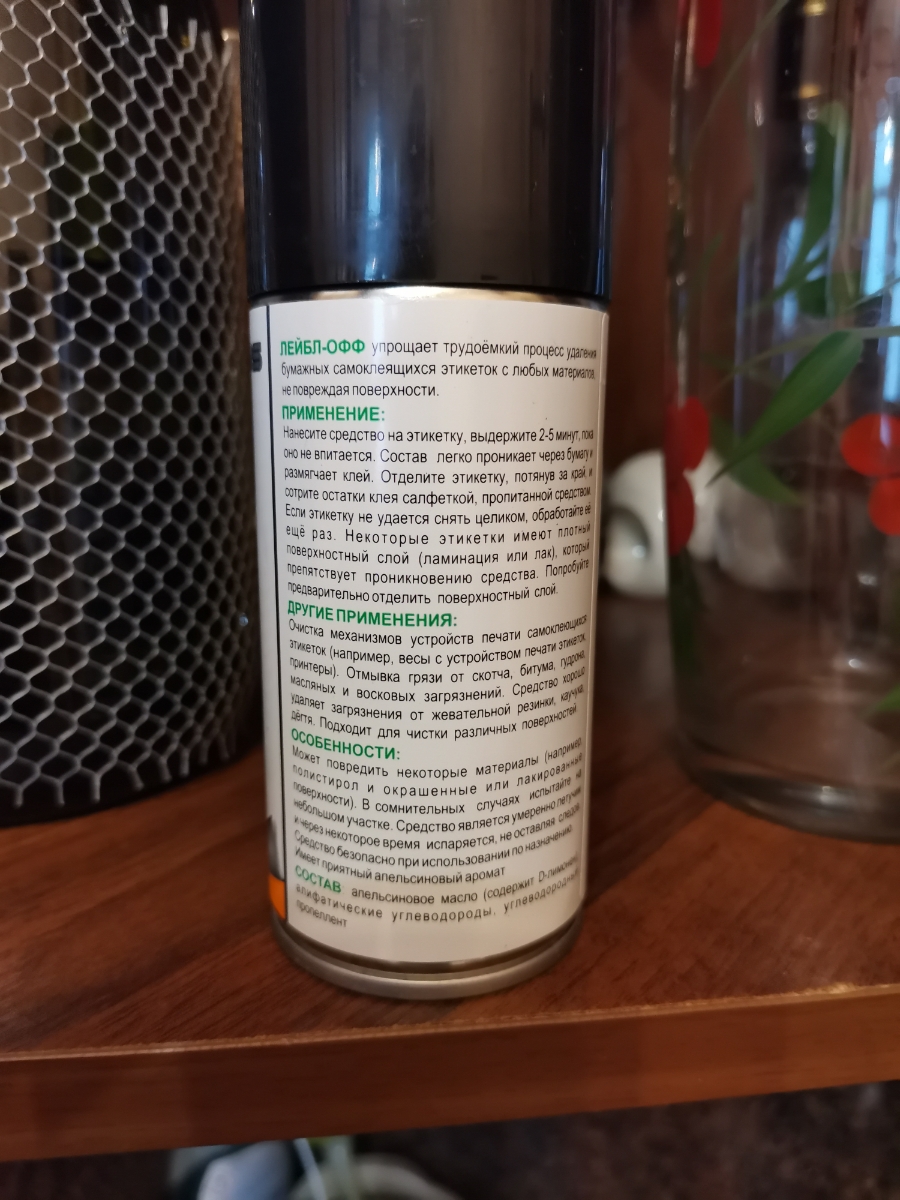 ЛЕЙБЛ-ОФФ упрощает трудоёмкий процесс удаления
бумажных самоклеящихся этикеток с любых материалов,
не повреждая поверхности.
ПРИМЕНЕНИЕ:
Нанесите средство на этикетку, выдержите 2-5 минут, пока
оно не впитается. Состав легко проникает через бумагу и
размягчает клей. Отделите этикетку, потянув за край, и
сотрите остатки клея салфеткой, пропитанной средством.
Если этикетку не удается снять целиком, обработайте её
ещё раз. Некоторые этикетки имеют плотный
поверхностный слой (ламинация или лак), который
препятствует проникновению средства. Попробуйте
предварительно отделить поверхностный слой.
ДРУГИЕ ПРИМЕНЕНИЯ:
Очистка механизмов устройств печати самоклеющихся
этикеток (например, весы с устройством печати этикеток,
принтеры). Отмывка грязи от скотча, битума, гудрона,
масляных и восковых загрязнений. Средство хорошо
удаляет загрязнения от жевательной резинки, каучука,
дёгтя. Подходит для чистки различных поверхностей.
ОСОБЕННОСТИ:
Может повредить некоторые материалы (например,
полистирол и окрашенные или лакированные
поверхности). В сомнительных случаях испытайте на
небольшом участке. Средство является умеренно летучим
и через некоторое время испаряется, не оставляя следов.
Средство безопасно при использовании по назначению.
Имеет приятный апельсиновый аромат
СОСТАВ апельсиновое масло (содержит D-лимонен),
алифатические углеводороды, углеводородный
пропеллент